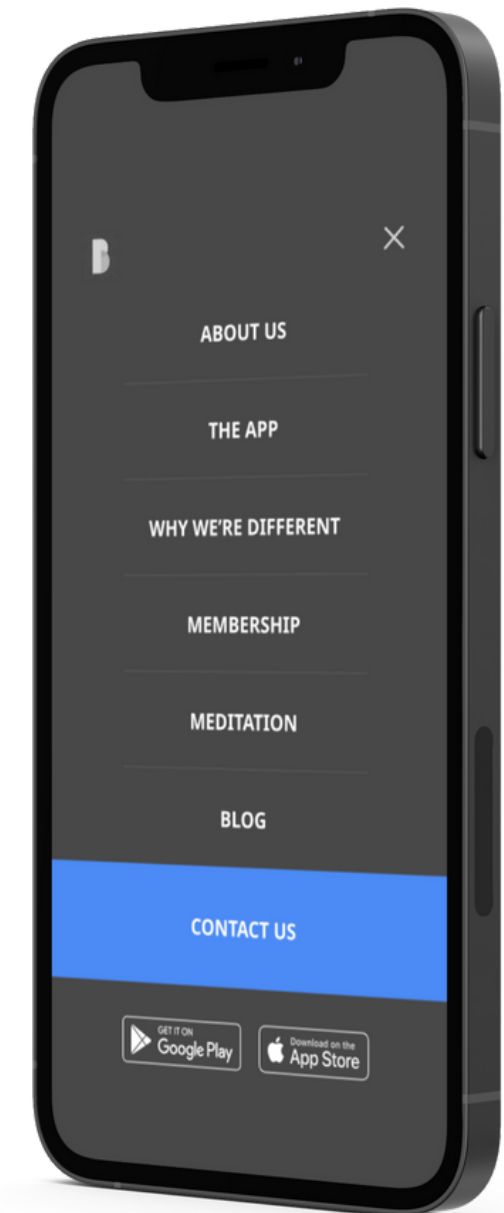 B
ABOUT US
THE APP
WHY WE'RE DIFFERENT
MEMBERSHIP
MEDITATION
BLOG
CONTACT US
GET IT ON
Google Play
Download on the
App Store